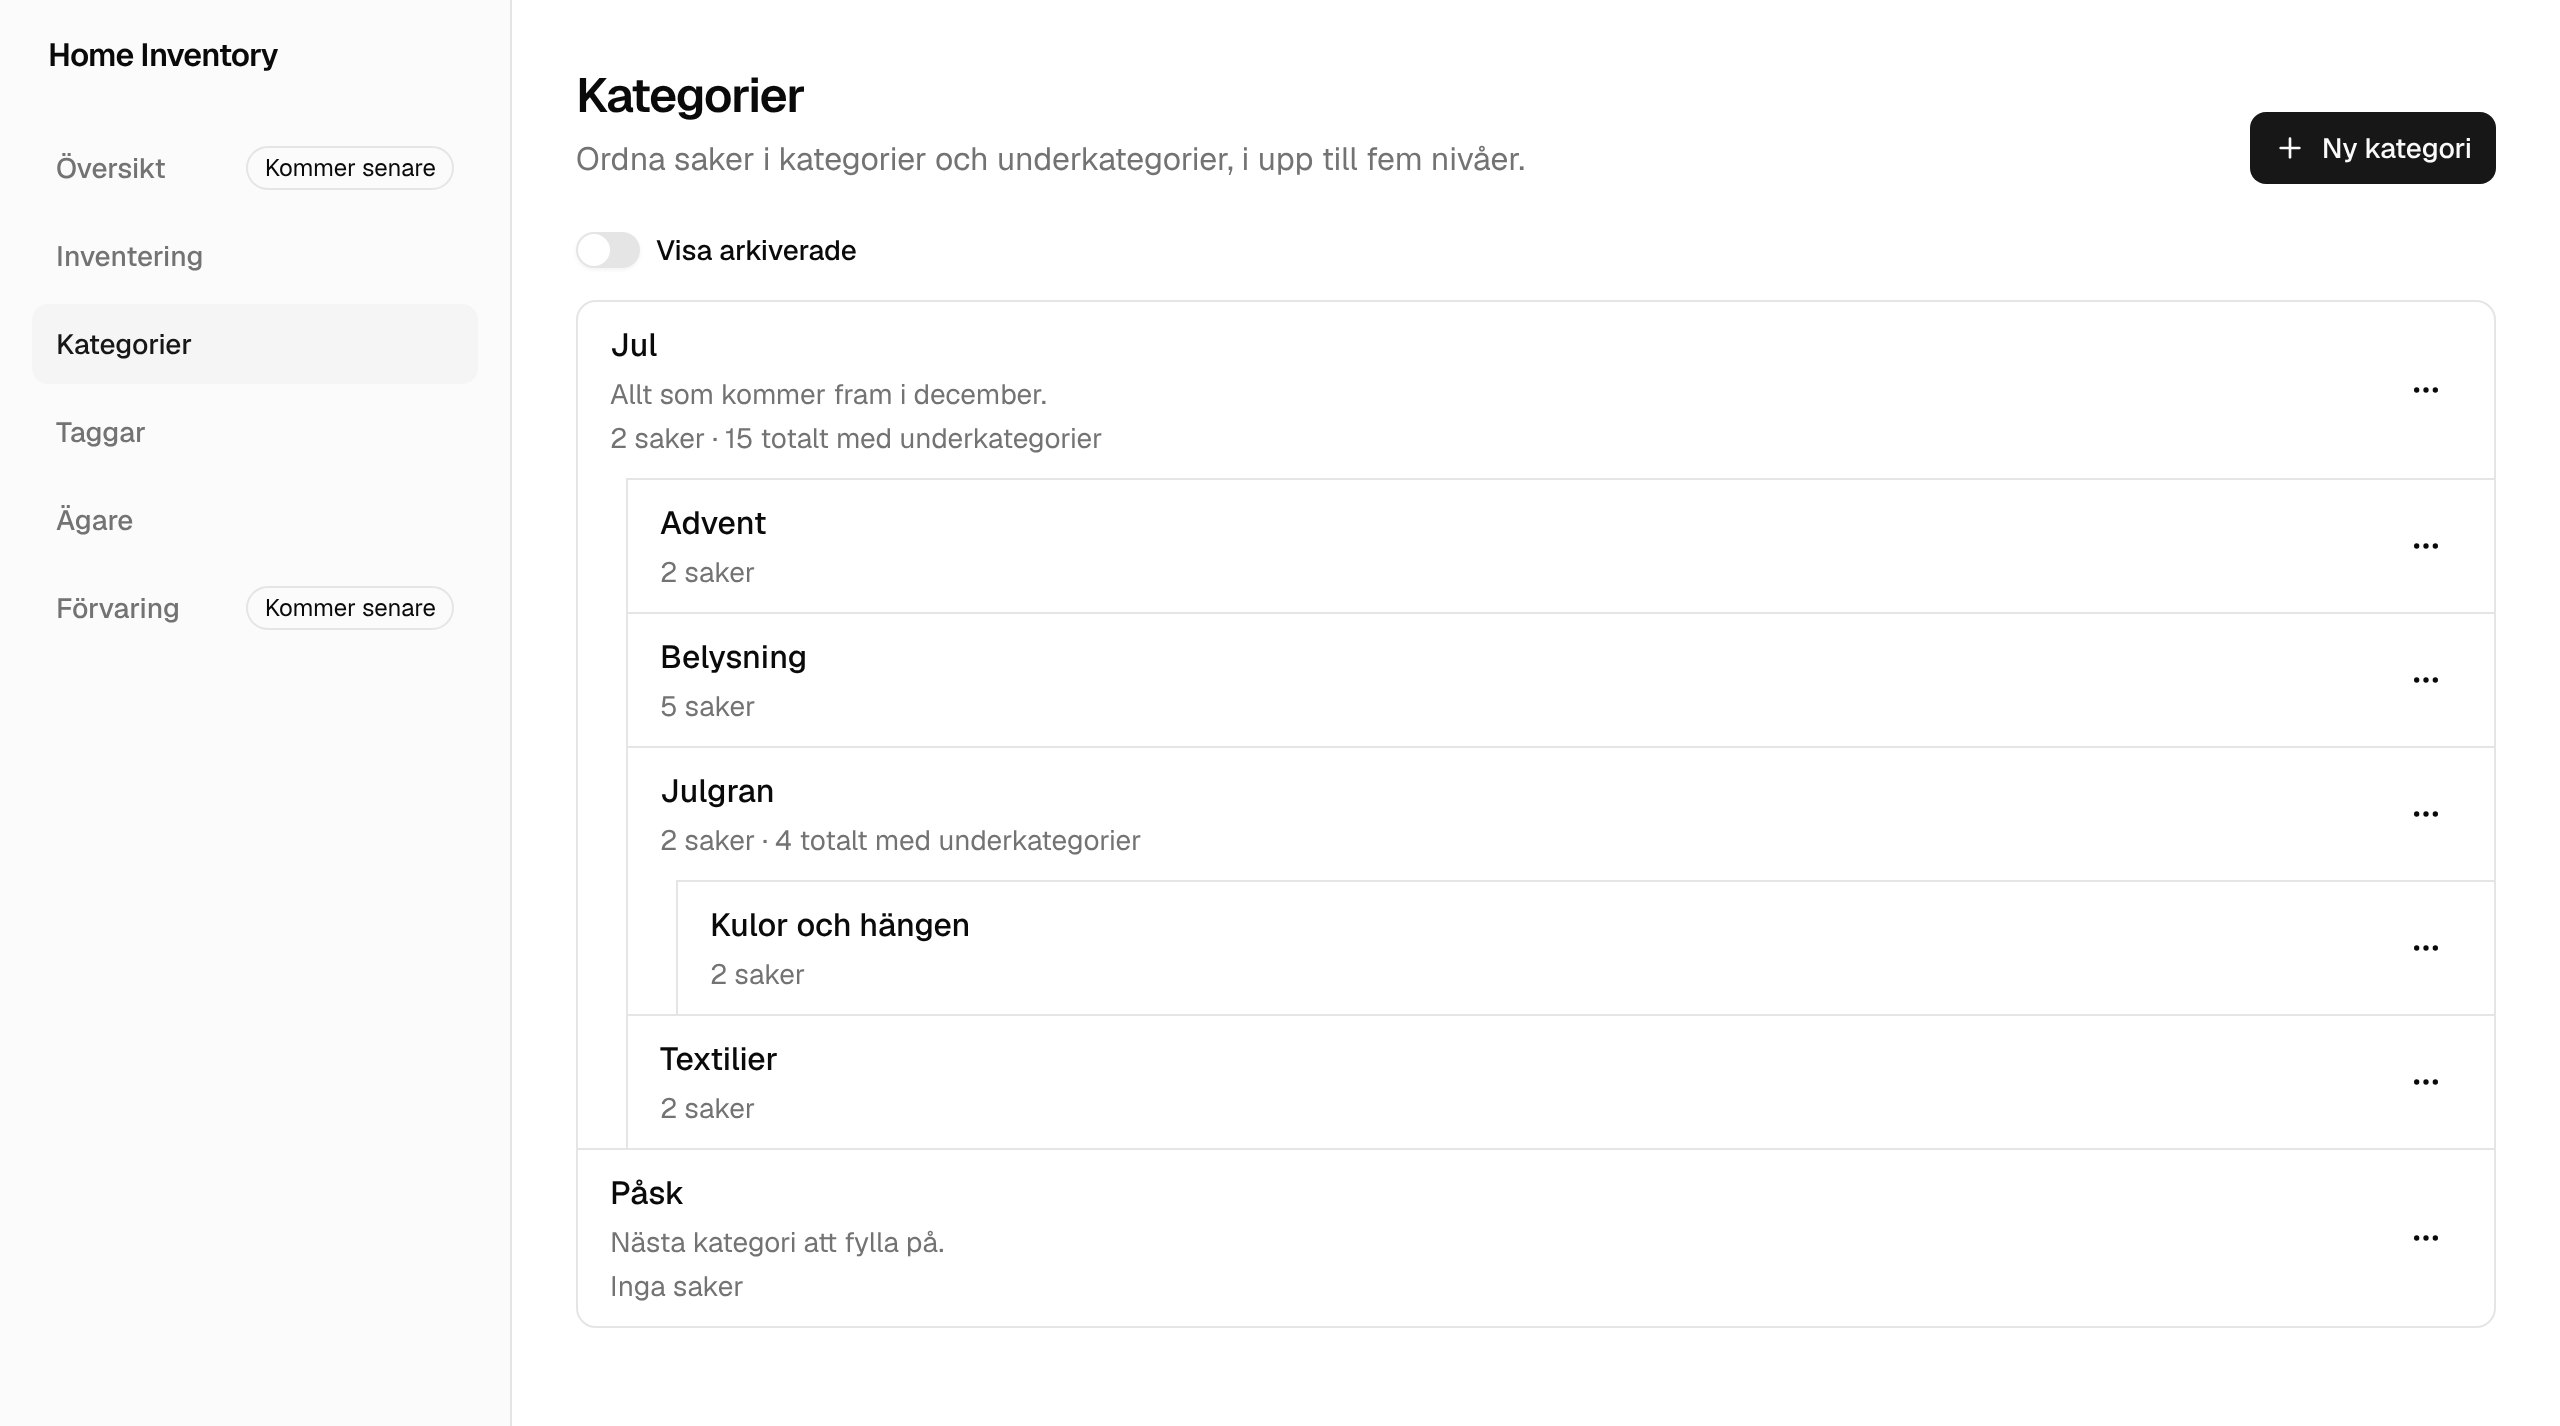 Home Inventory
Översikt
Kommer senare
Inventering
Kategorier
Taggar
Ägare
Förvaring
Kommer senare
Kategorier
Ordna saker i kategorier och underkategorier, i upp till fem nivåer.
Ny kategori
Visa arkiverade
Jul
Allt som kommer fram i december.
2 saker · 15 totalt med underkategorier
Advent
2 saker
Belysning
5 saker
Julgran
2 saker · 4 totalt med underkategorier
Kulor och hängen
2 saker
Textilier
2 saker
Påsk
Nästa kategori att fylla på.
Inga saker